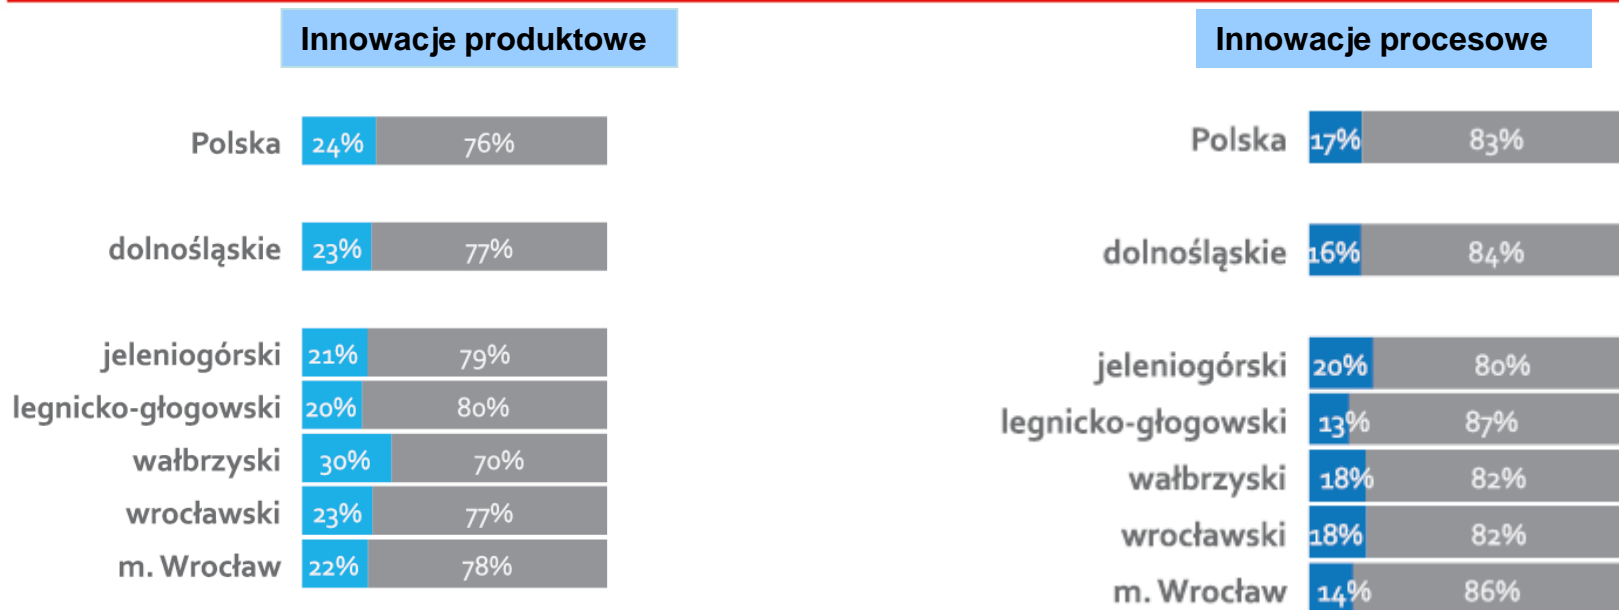 Innowacje produktowe
Polska 24% 76%
dolnośląskie 23% 77%
jeleniogórski 21% 79%
legnicko-głogowski 20% 80%
wałbrzyski 30% 70%
wrocławski 23% 77%
m. Wrocław 22% 78%
Innowacje procesowe
Polska 17% 83%
dolnośląskie 16% 84%
jeleniogórski 20% 80%
legnicko-głogowski 13% 87%
wałbrzyski 18% 82%
wrocławski 18% 82%
m. Wrocław 14% 86%